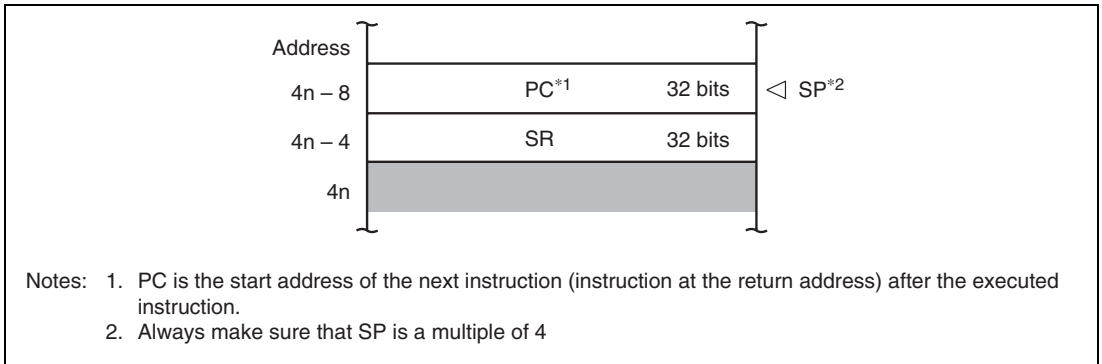 Address
4n – 8 PC*1 32 bits ◁ SP*2
4n – 4 SR 32 bits
4n
Notes: 1. PC is the start address of the next instruction (instruction at the return address) after the executed
instruction.
2. Always make sure that SP is a multiple of 4